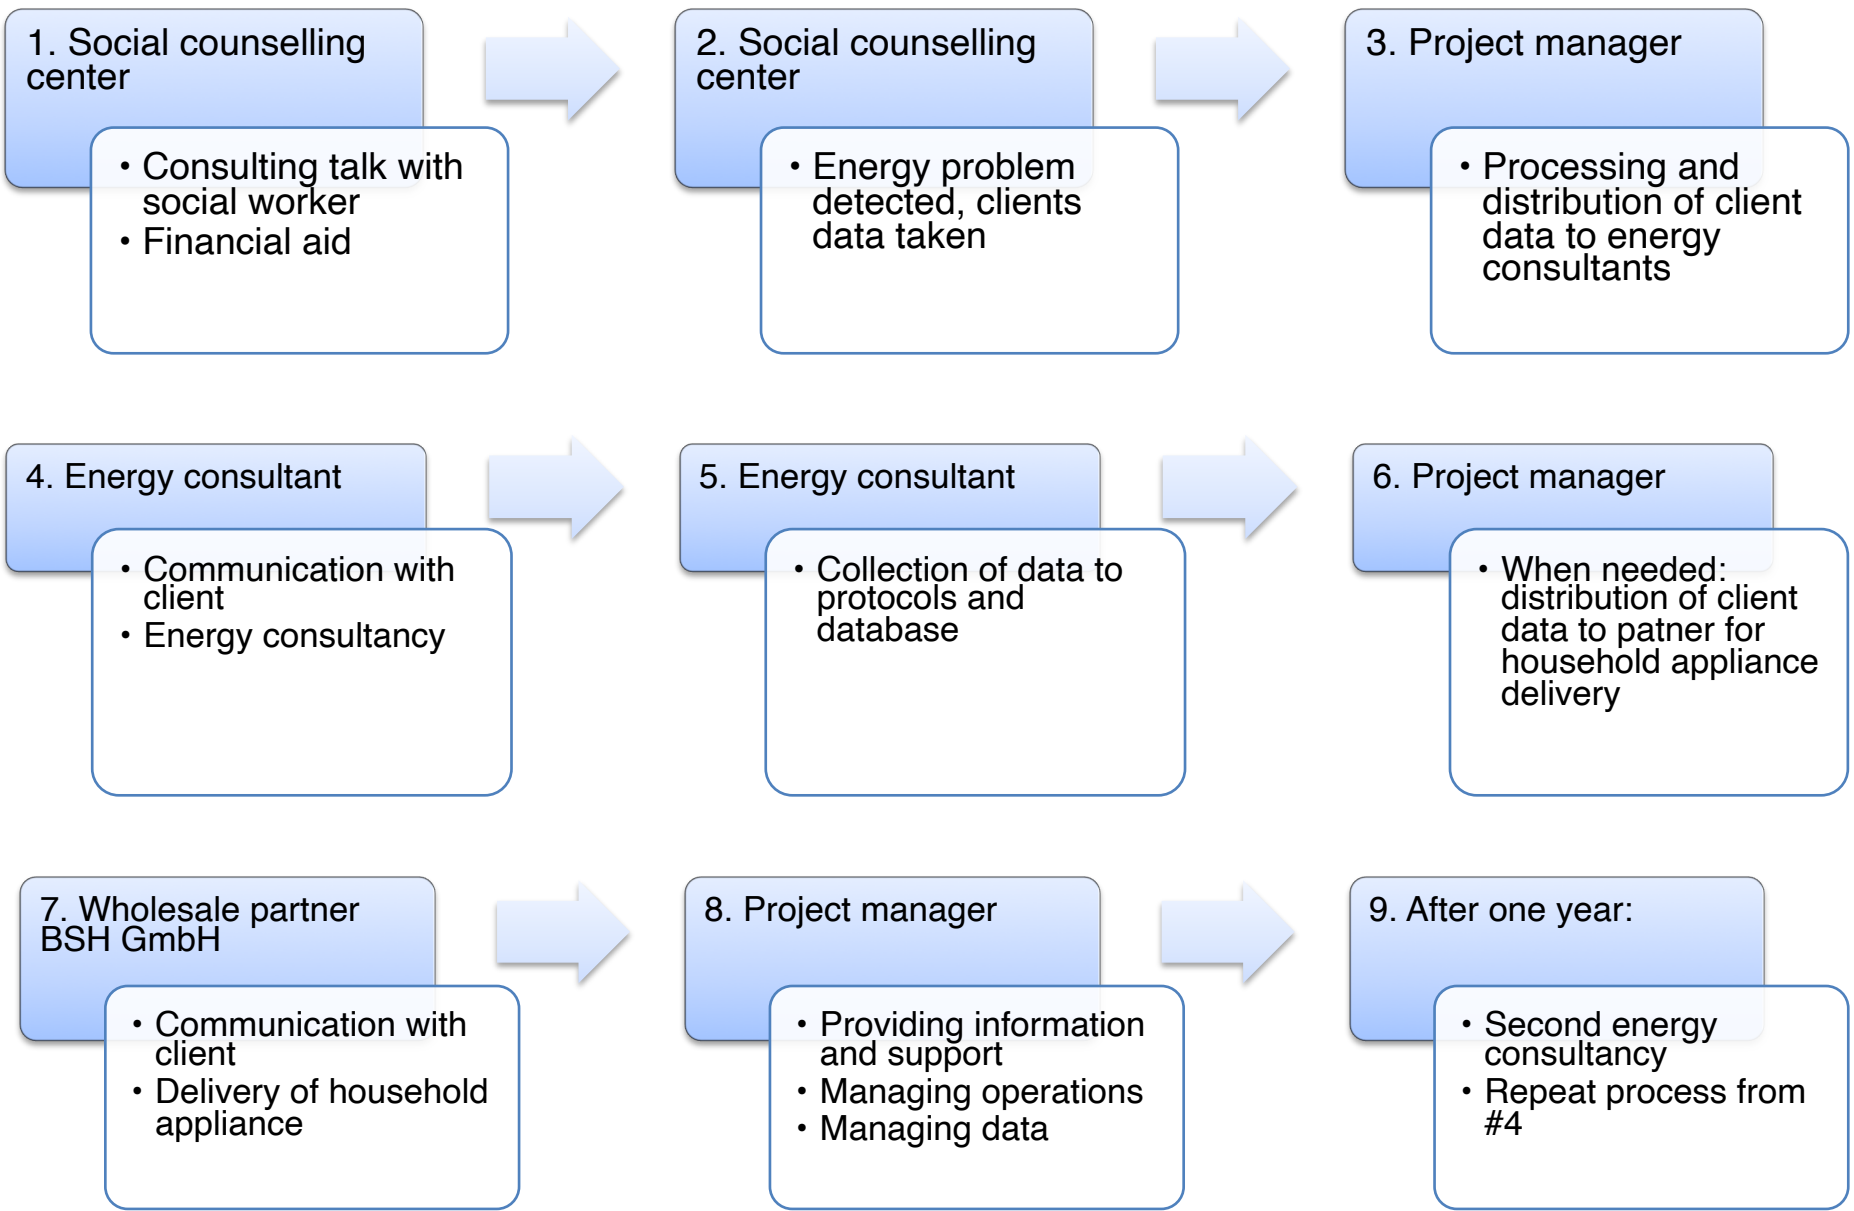 1. Social counselling
center
• Consulting talk with
social worker
• Financial aid
2. Social counselling
center
• Energy problem
detected, clients
data taken
3. Project manager
• Processing and
distribution of client
data to energy
consultants
4. Energy consultant
• Communication with
client
• Energy consultancy
5. Energy consultant
• Collection of data to
protocols and
database
6. Project manager
• When needed:
distribution of client
data to patner for
household appliance
delivery
7. Wholesale partner
BSH GmbH
• Communication with
client
• Delivery of household
appliance
8. Project manager
• Providing information
and support
• Managing operations
• Managing data
9. After one year:
• Second energy
consultancy
• Repeat process from
#4